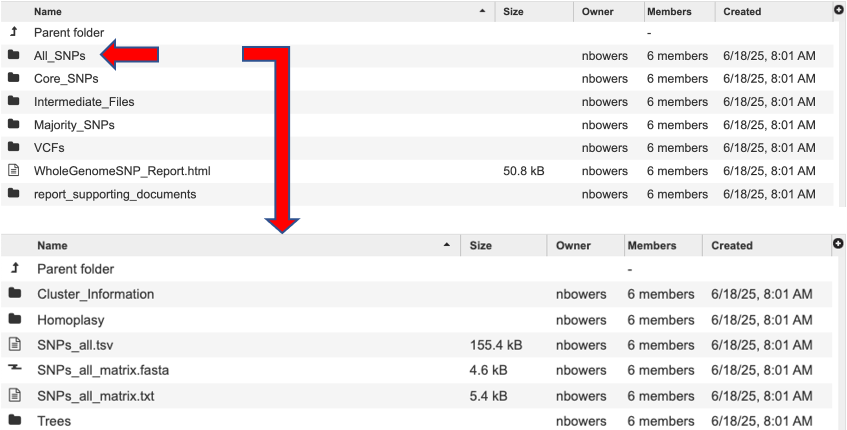 Name Size Owner Members Created
Parent folder -
All_SNPs nbowers 6 members 6/18/25, 8:01 AM
Core_SNPs nbowers 6 members 6/18/25, 8:01 AM
Intermediate_Files nbowers 6 members 6/18/25, 8:01 AM
Majority_SNPs nbowers 6 members 6/18/25, 8:01 AM
VCFs nbowers 6 members 6/18/25, 8:01 AM
WholeGenomeSNP_Report.html 50.8 kB nbowers 6 members 6/18/25, 8:01 AM
report_supporting_documents nbowers 6 members 6/18/25, 8:01 AM
Name Size Owner Members Created
Parent folder -
Cluster_Information nbowers 6 members 6/18/25, 8:01 AM
Homoplasy nbowers 6 members 6/18/25, 8:01 AM
SNPs_all.tsv 155.4 kB nbowers 6 members 6/18/25, 8:01 AM
SNPs_all_matrix.fasta 4.6 kB nbowers 6 members 6/18/25, 8:01 AM
SNPs_all_matrix.txt 5.4 kB nbowers 6 members 6/18/25, 8:01 AM
Trees nbowers 6 members 6/18/25, 8:01 AM